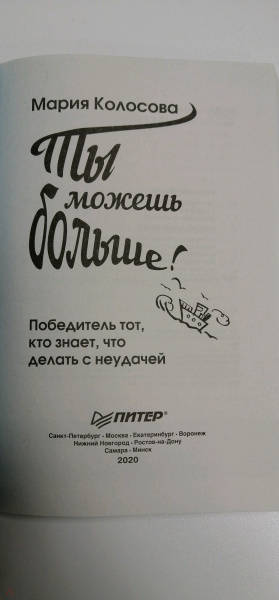 Мария Колосова
Ты
можешь
больше!
Победитель тот,
кто знает, что
делать с неудачей
ПИТЕР®
Санкт-Петербург • Москва • Екатеринбург • Воронеж
Нижний Новгород • Ростов-на-Дону
Самара • Минск
2020